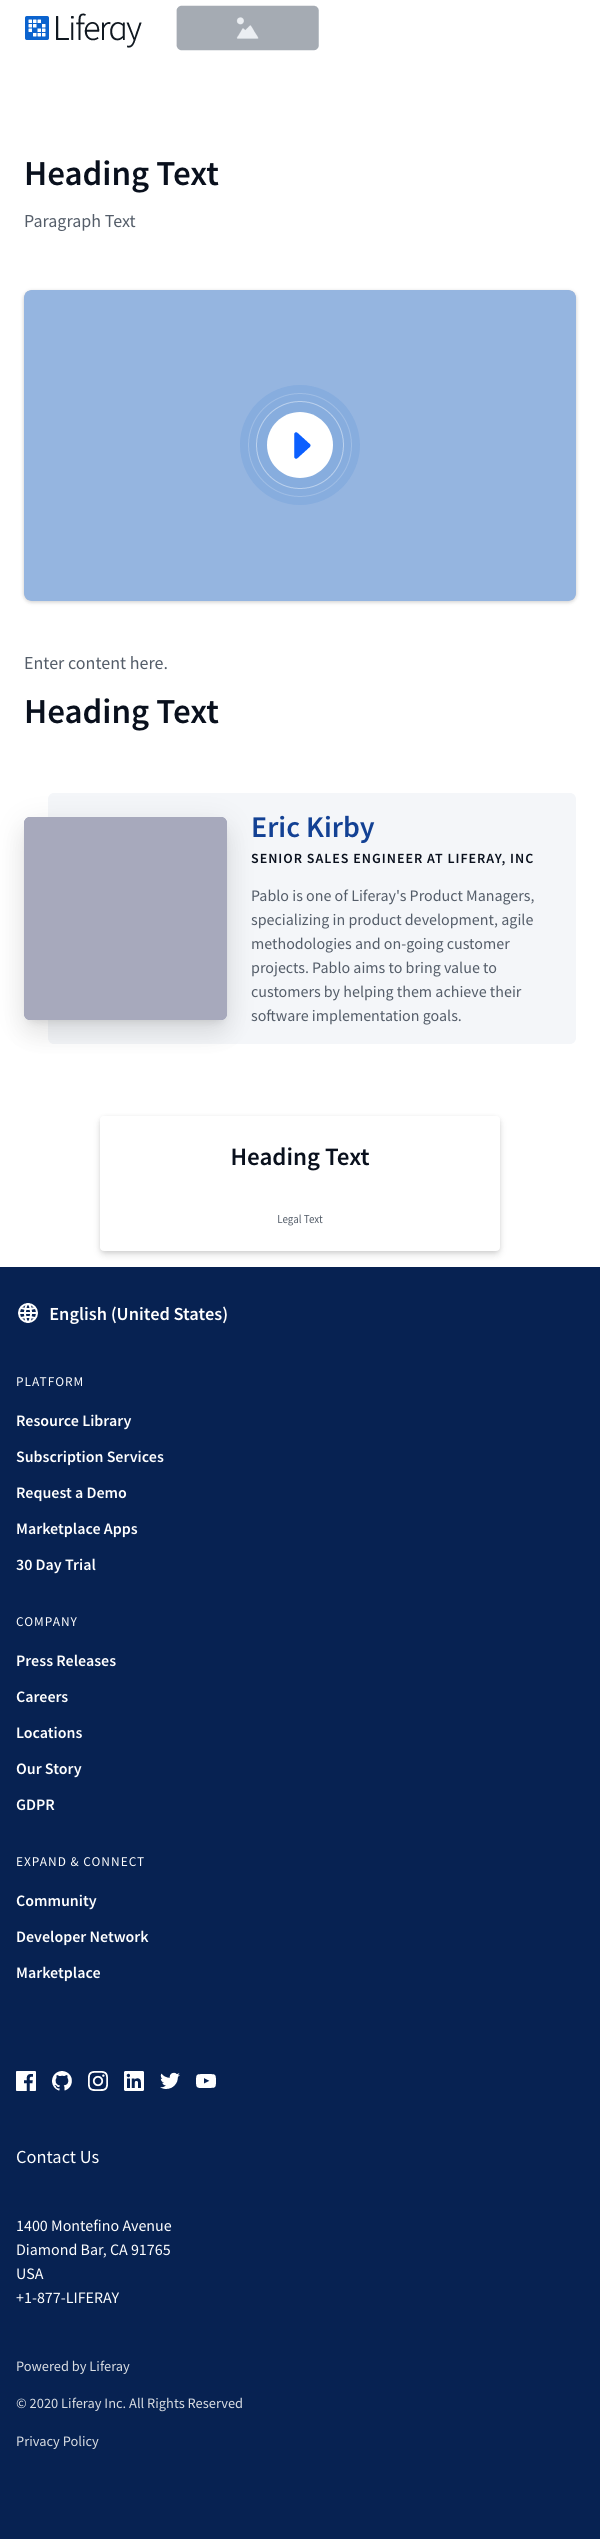 Liferay
Heading Text
Paragraph Text
Enter content here.
Heading Text
Eric Kirby
SENIOR SALES ENGINEER AT LIFERAY, INC
Pablo is one of Liferay's Product Managers,
specializing in product development, agile
methodologies and on-going customer
projects. Pablo aims to bring value to
customers by helping them achieve their
software implementation goals.
Heading Text
Legal Text
English (United States)
PLATFORM
Resource Library
Subscription Services
Request a Demo
Marketplace Apps
30 Day Trial
COMPANY
Press Releases
Careers
Locations
Our Story
GDPR
EXPAND & CONNECT
Community
Developer Network
Marketplace
Contact Us
1400 Montefino Avenue
Diamond Bar, CA 91765
USA
+1-877-LIFERAY
Powered by Liferay
© 2020 Liferay Inc. All Rights Reserved
Privacy Policy